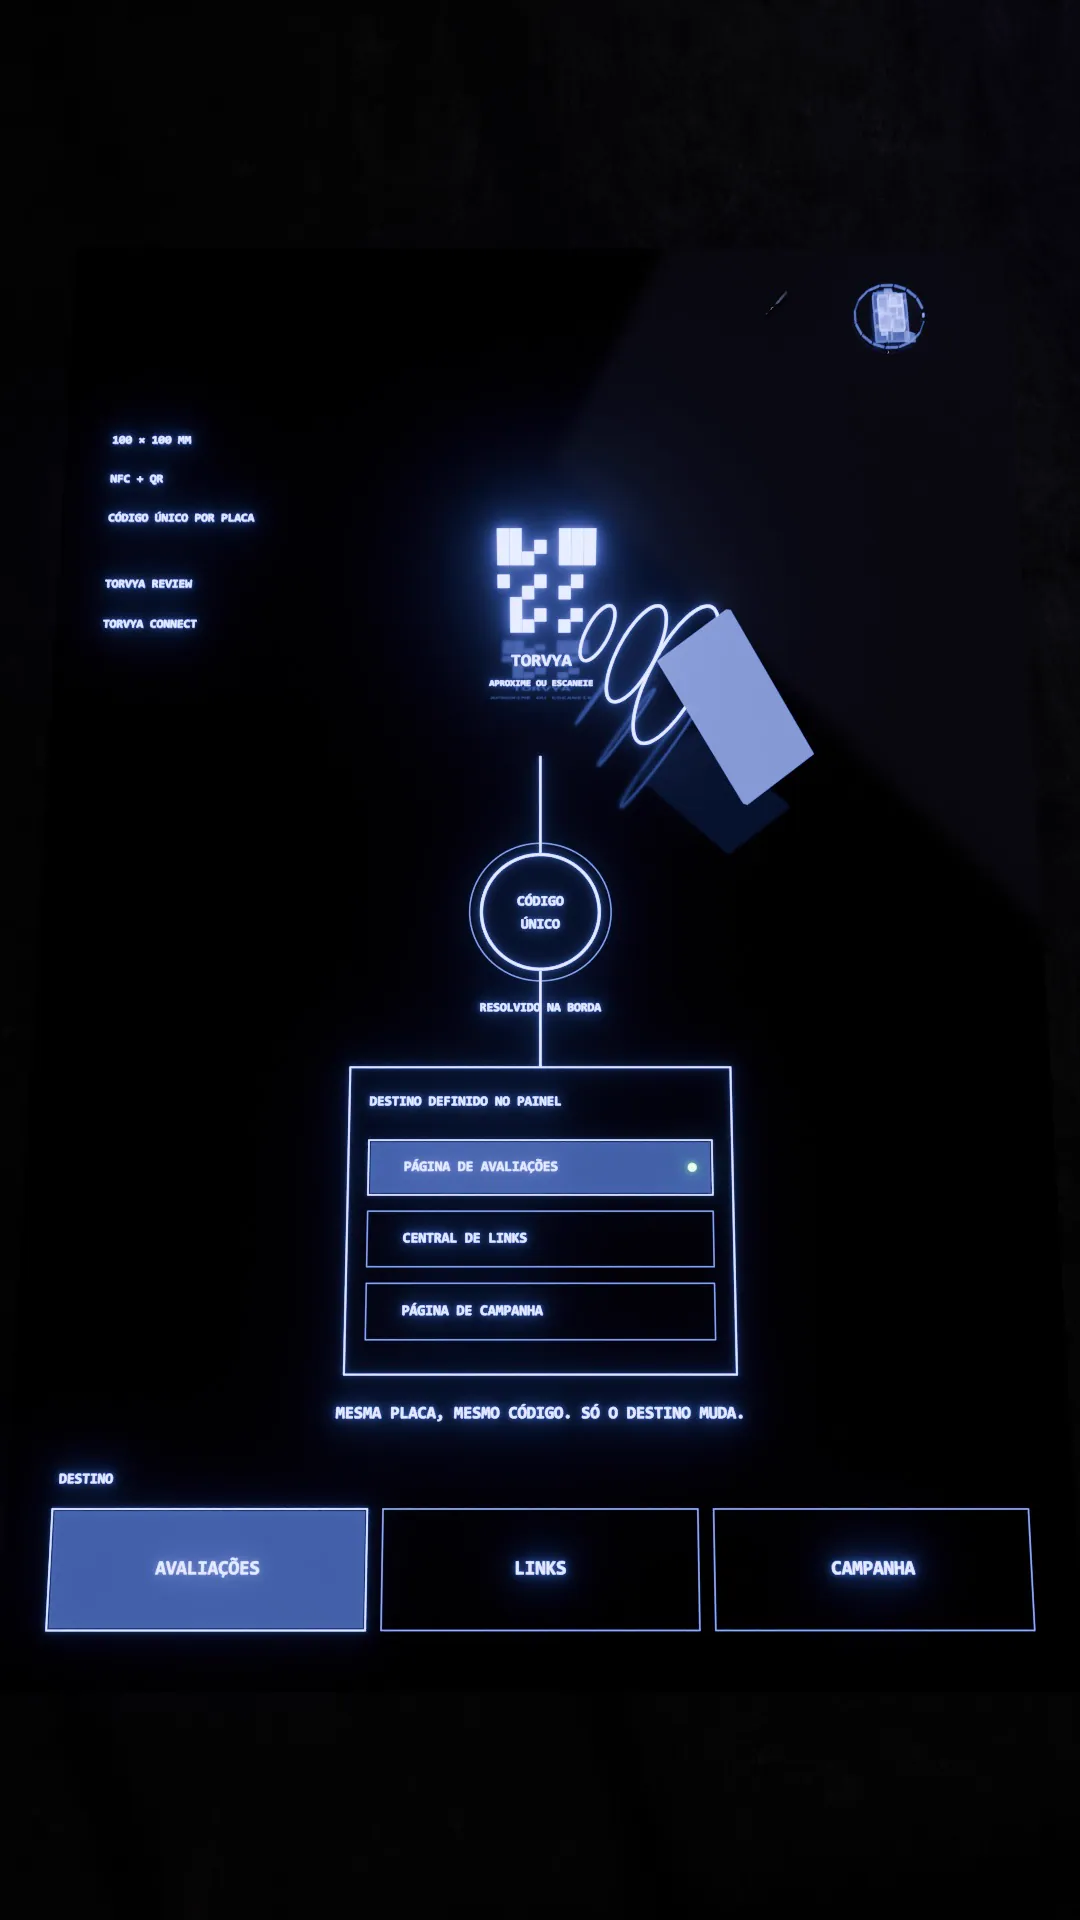 100 × 100 MM
NFC + QR
CÓDIGO ÚNICO POR PLACA
TORVYA REVIEW
TORVYA CONNECT
TORVYA
APROXIME OU ESCANEIE
CÓDIGO
ÚNICO
RESOLVIDO NA BORDA
DESTINO DEFINIDO NO PAINEL
PÁGINA DE AVALIAÇÕES
CENTRAL DE LINKS
PÁGINA DE CAMPANHA
MESMA PLACA, MESMO CÓDIGO. SÓ O DESTINO MUDA.
DESTINO
AVALIAÇÕES
LINKS
CAMPANHA